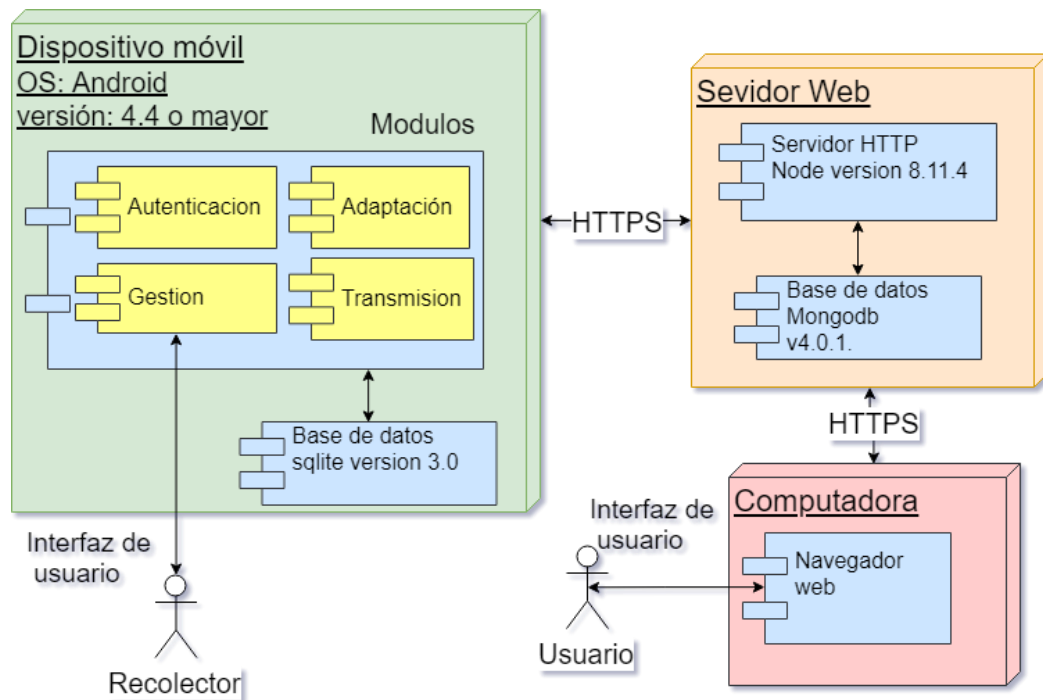 Dispositivo móvil
OS: Android
versión: 4.4 o mayor
Modulos
Autenticacion
Adaptación
Gestion
Transmision
Base de datos
sqlite version 3.0
HTTPS
Sevidor Web
Servidor HTTP
Node version 8.11.4
Base de datos
Mongodb
v4.0.1.
HTTPS
Computadora
Navegador
web
Interfaz de
usuario
Recolector
Interfaz de
usuario
Usuario